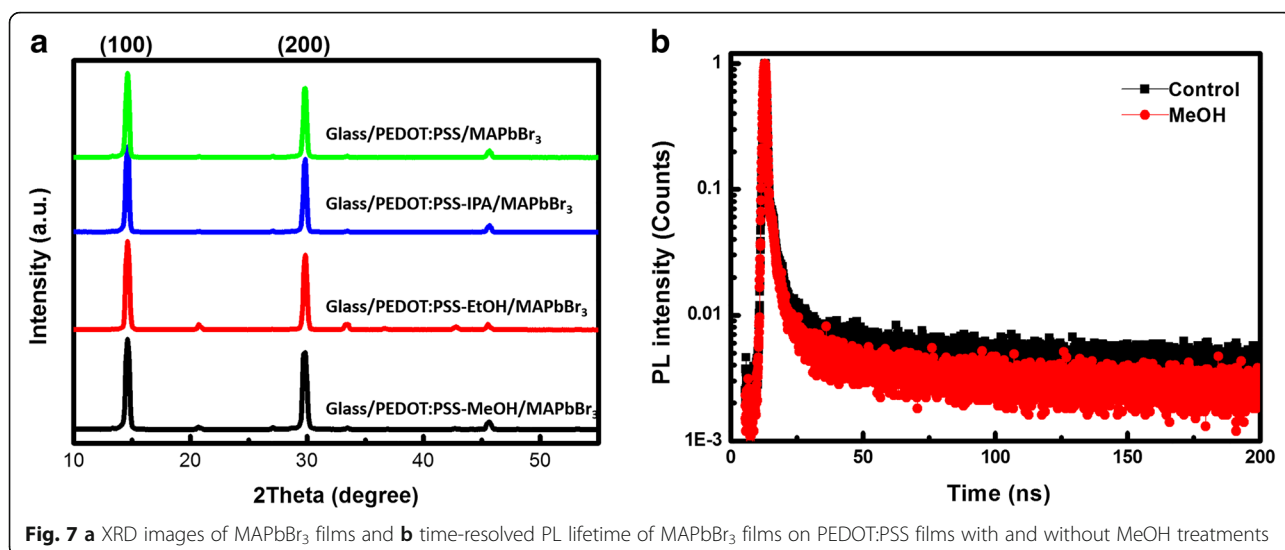 a
(100)
(200)
Glass/PEDOT:PSS/MAPbBr₃
Glass/PEDOT:PSS-IPA/MAPbBr₃
Glass/PEDOT:PSS-EtOH/MAPbBr₃
Glass/PEDOT:PSS-MeOH/MAPbBr₃
Intensity (a.u.)
10 20 30 40 50
2Theta (degree)
b
Control
MeOH
PL intensity (Counts)
1
0.1
0.01
1E-3
0 50 100 150 200
Time (ns)
Fig. 7 a XRD images of MAPbBr₃ films and b time-resolved PL lifetime of MAPbBr₃ films on PEDOT:PSS films with and without MeOH treatments